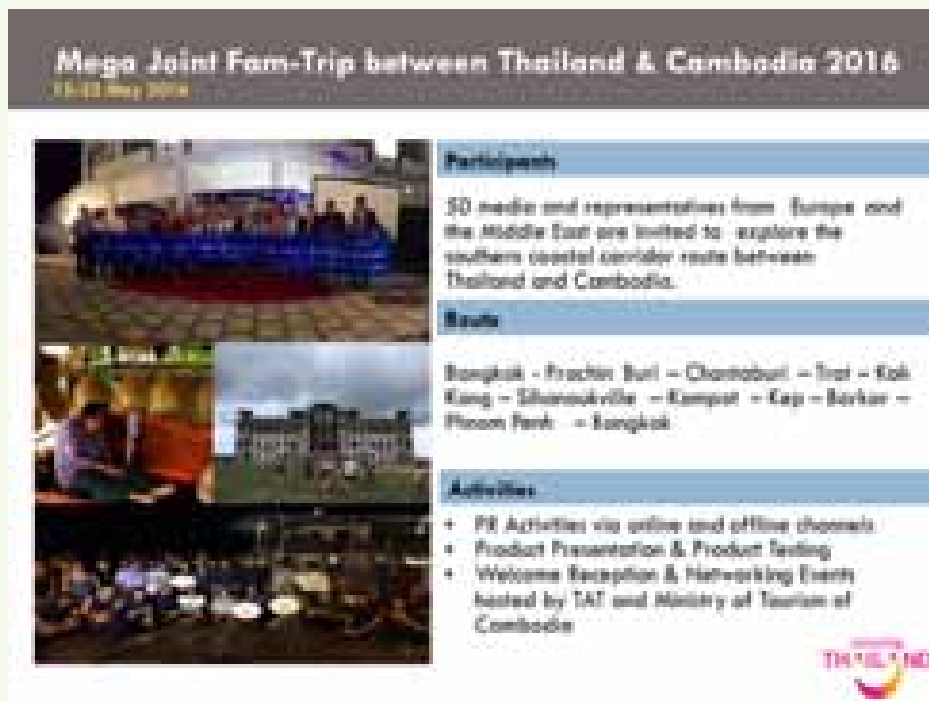 Mega Joint Fam-Trip between Thailand & Cambodia 2016
May 2016
Participants
50 media and representatives from Europe and
the Middle East are invited to explore the
southern coastal corridor route between
Thailand and Cambodia.
Route
Bangkok - Prachin Buri – Chantaburi – Trat – Koh
Kong – Sihanoukville – Kampot – Kep – Borkor –
Phnom Penh – Bangkok
Activities
• PR Activities via online and offline channels
• Product Presentation & Product Testing
• Welcome Reception & Networking Events
hosted by TAT and Ministry of Tourism of
Cambodia
THAILAND